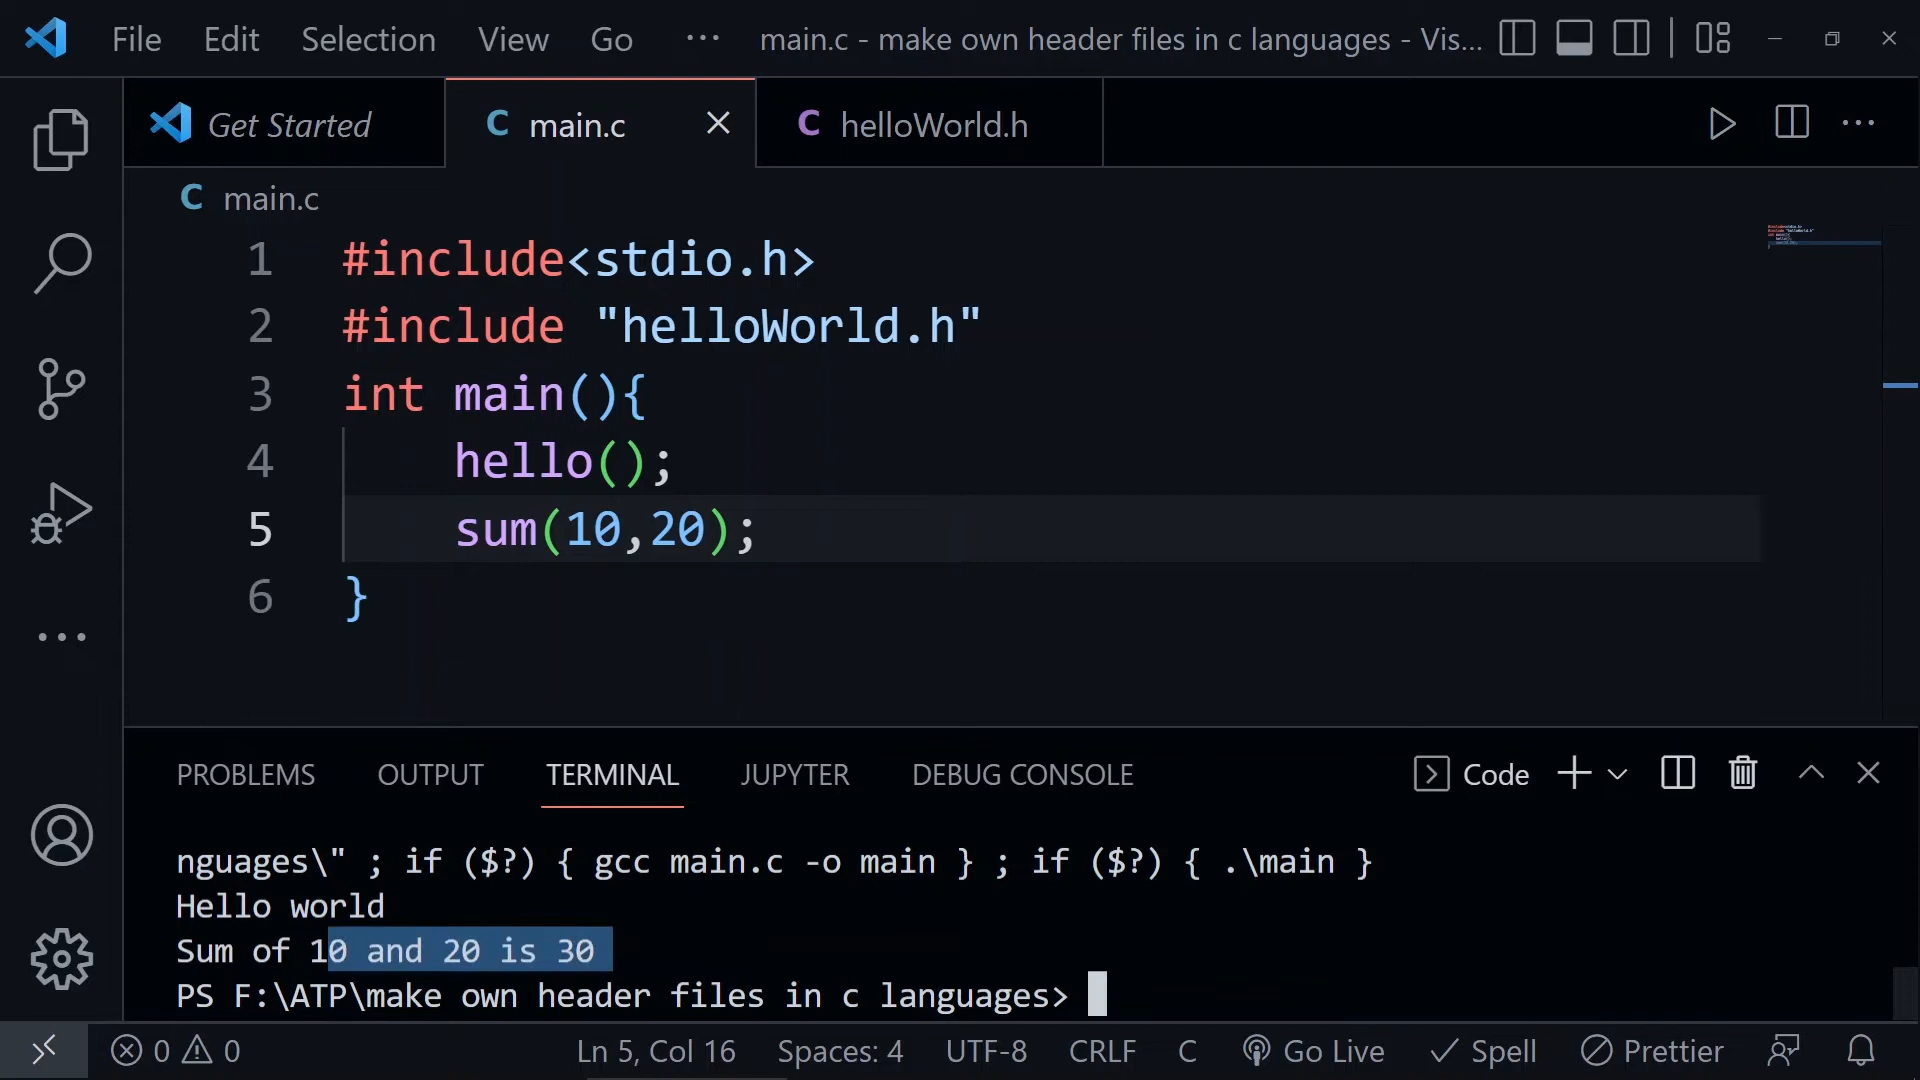 File Edit Selection View Go ··· main.c - make own header files in c languages - Vis...
Get Started C main.c C helloWorld.h
C main.c
1 #include<stdio.h>
2 #include "helloWorld.h"
3 int main(){
4 hello();
5 sum(10,20);
6 }
PROBLEMS OUTPUT TERMINAL JUPYTER DEBUG CONSOLE Code
nguages\" ; if ($?) { gcc main.c -o main } ; if ($?) { .\main }
Hello world
Sum of 10 and 20 is 30
PS F:\ATP\make own header files in c languages>
0 0 Ln 5, Col 16 Spaces: 4 UTF-8 CRLF C Go Live Spell Prettier